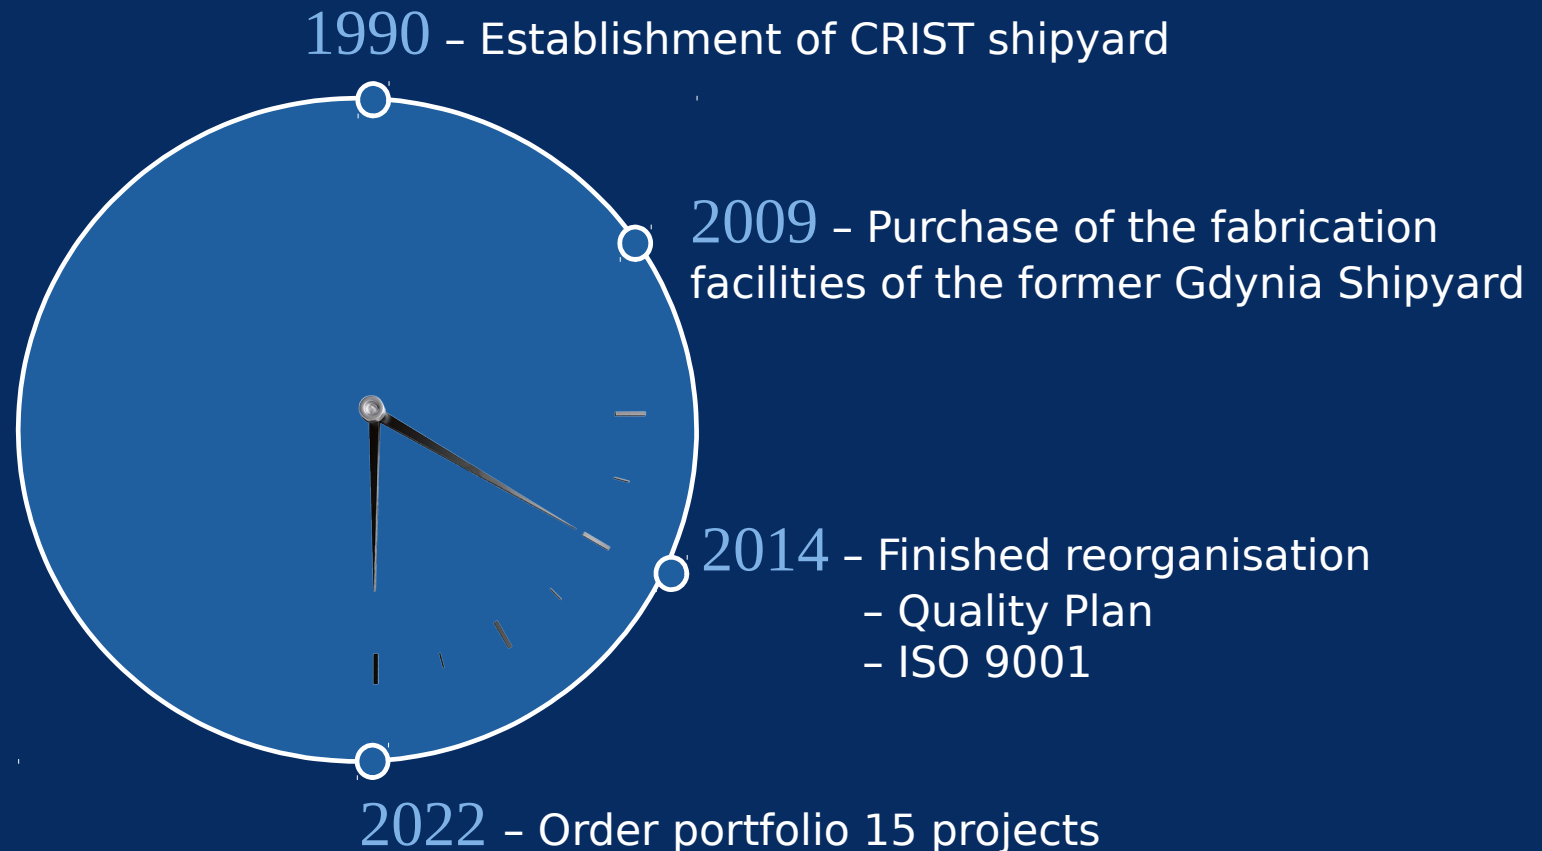 1990 – Establishment of CRIST shipyard
2009 – Purchase of the fabrication
facilities of the former Gdynia Shipyard
2014 – Finished reorganisation
– Quality Plan
– ISO 9001
2022 – Order portfolio 15 projects